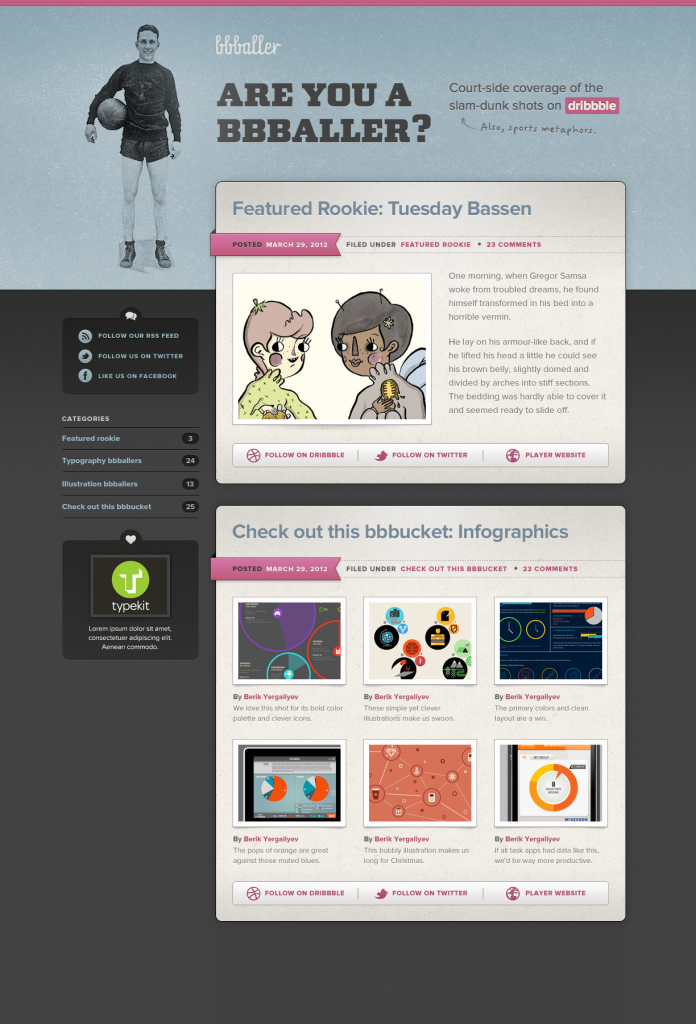 bbballer
ARE YOU A
BBBALLER?
Court-side coverage of the
slam-dunk shots on dribbble
Also, sports metaphors.
FOLLOW OUR RSS FEED
FOLLOW US ON TWITTER
LIKE US ON FACEBOOK
CATEGORIES
Featured rookie 3
Typography bbballers 24
Illustration bbballers 13
Check out this bbbucket 25
typekit
Lorem ipsum dolor sit amet,
consectetuer adipiscing elit.
Aenean commodo.
Featured Rookie: Tuesday Bassen
POSTED MARCH 29, 2012 FILED UNDER FEATURED ROOKIE • 23 COMMENTS
One morning, when Gregor Samsa
woke from troubled dreams, he found
himself transformed in his bed into a
horrible vermin.
He lay on his armour-like back, and if
he lifted his head a little he could see
his brown belly, slightly domed and
divided by arches into stiff sections.
The bedding was hardly able to cover it
and seemed ready to slide off.
FOLLOW ON DRIBBBLE FOLLOW ON TWITTER PLAYER WEBSITE
Check out this bbbucket: Infographics
POSTED MARCH 29, 2012 FILED UNDER CHECK OUT THIS BBBUCKET • 23 COMMENTS
By Berik Yergaliyev
We love this shot for its bold color
palette and clever icons.
By Berik Yergaliyev
These simple yet clever
illustrations make us swoon.
By Berik Yergaliyev
The primary colors and clean
layout are a win.
MY GROUP
8
MCKESSON
By Berik Yergaliyev
The pops of orange are great
against those muted blues.
By Berik Yergaliyev
This bubbly illustration makes us
long for Christmas.
By Berik Yergaliyev
If all task apps had data like this,
we'd be way more productive.
FOLLOW ON DRIBBBLE FOLLOW ON TWITTER PLAYER WEBSITE